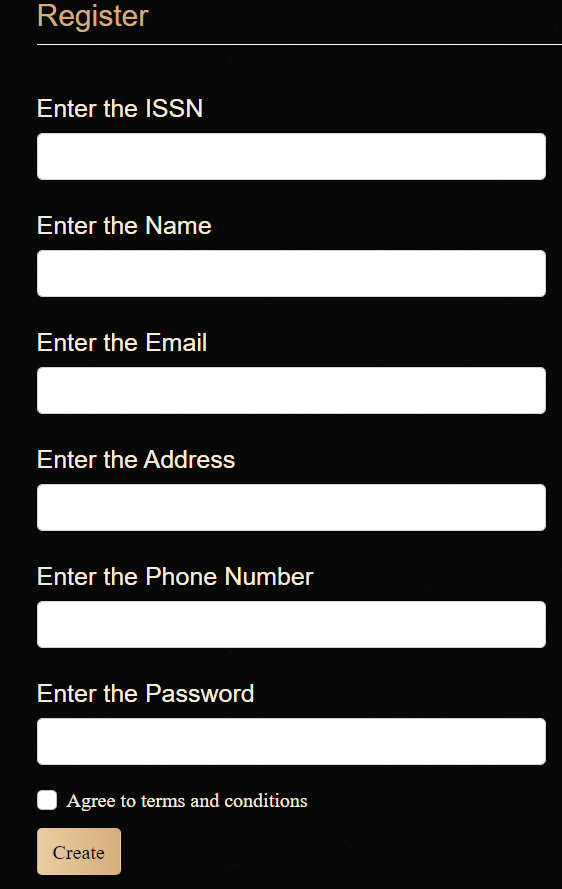 Register
Enter the ISSN
Enter the Name
Enter the Email
Enter the Address
Enter the Phone Number
Enter the Password
Agree to terms and conditions
Create